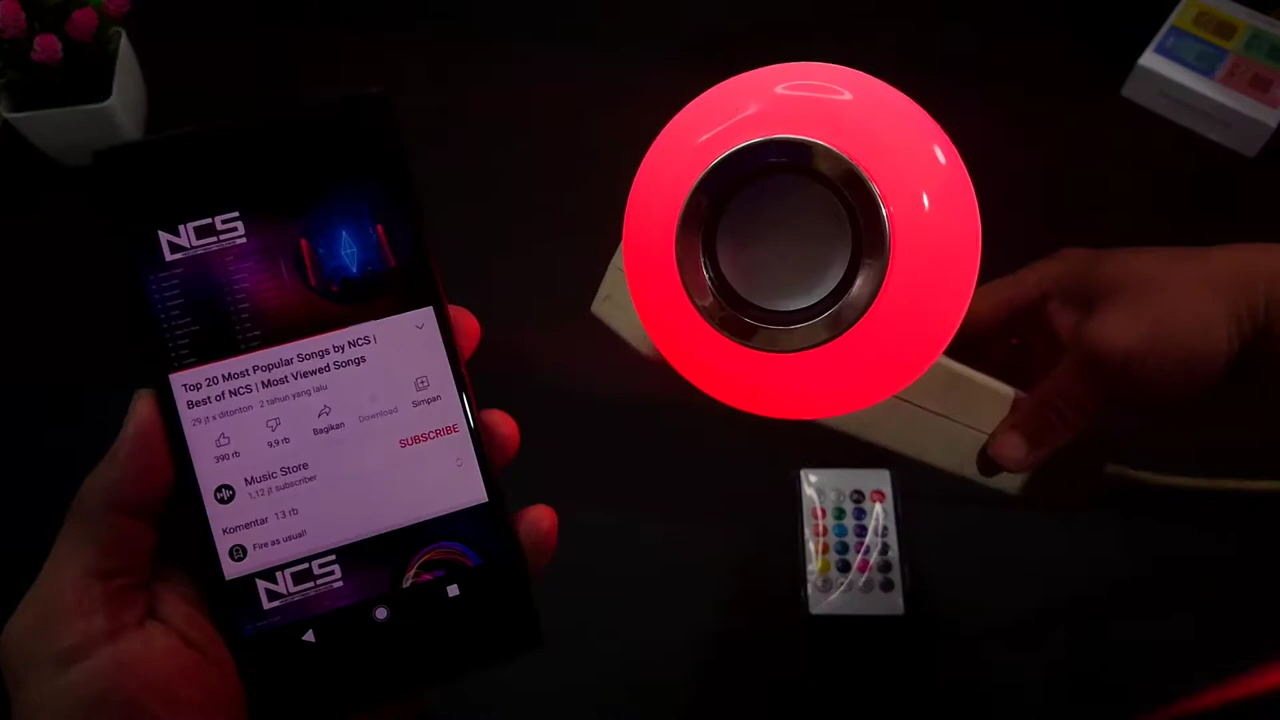 NCS
Top 20 Most Popular Songs by NCS |
Best of NCS | Most Viewed Songs
29 jt x ditonton · 2 tahun yang lalu
390 rb
9,9 rb
Bagikan
Download
Simpan
Music Store
1,12 jt subscriber
SUBSCRIBE
Komentar 13 rb
Fire as usual!
NCS